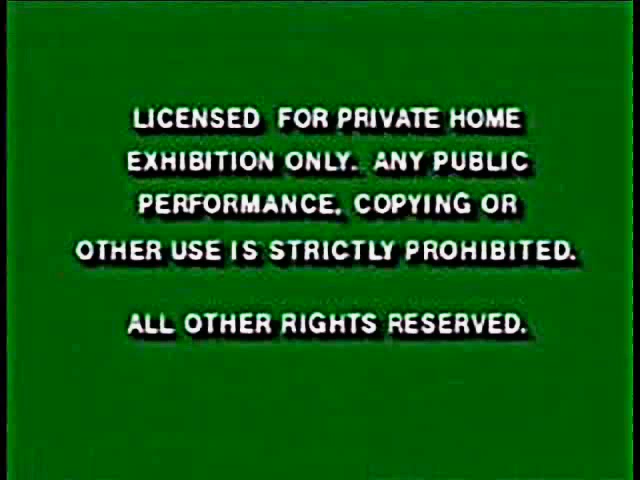 LICENSED FOR PRIVATE HOME
EXHIBITION ONLY. ANY PUBLIC
PERFORMANCE, COPYING OR
OTHER USE IS STRICTLY PROHIBITED.
ALL OTHER RIGHTS RESERVED.